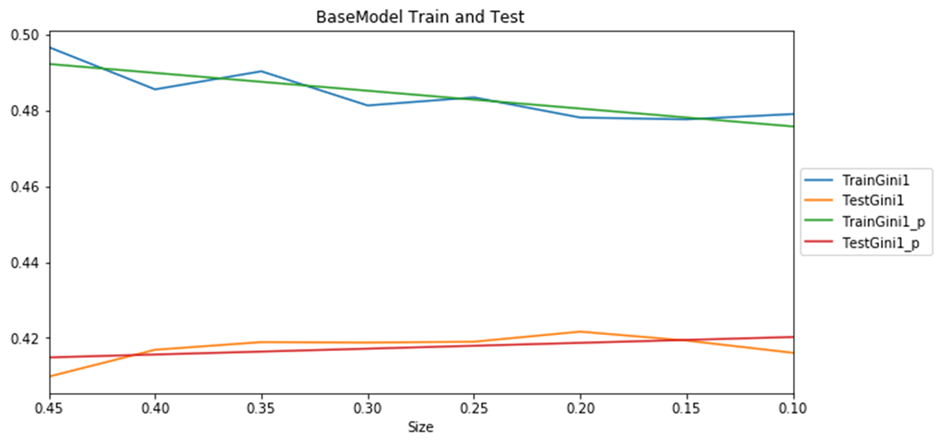 BaseModel Train and Test
0.50
0.48
0.46
0.44
0.42
0.45 0.40 0.35 0.30 0.25 0.20 0.15 0.10
Size
TrainGini1
TestGini1
TrainGini1_p
TestGini1_p